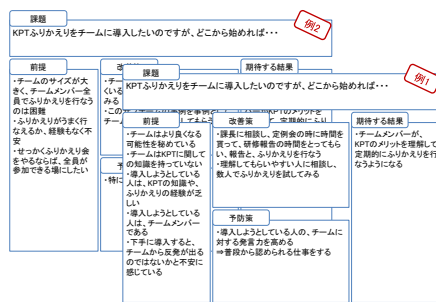 課題
例2
KPTふりかえりをチームに導入したいのですが、どこから始めれば・・・
前提
・チームのサイズが大
きく、チームメンバー全
員でふりかえりを行なう
のは困難
・ふりかえりがうまく行
なえるか、経験もなく不
安
・せっかくふりかえり会
をやるならば、全員が
参加できる場にしたい
期待する結果
課題
例1
KPTふりかえりをチームに導入したいのですが、どこから始めれば・・・
前提
・チームはより良くなる
可能性を秘めている
・チームはKPTに関して
の知識を持っていない
・導入しようとしている
人は、KPTの知識や、
ふりかえりの経験が乏
しい
・導入しようとしている
人は、チームメンバー
である
・下手に導入すると、
チームから反発が出る
のではないかと不安に
感じている
改善策
・課長に相談し、定例会の時に時間を
貰って、研修報告の時間をとってもら
い、報告と、ふりかえりを行なう
・理解してもらいやすい人に相談し、
数人でふりかえりを試してみる
予防策
・導入しようとしている人の、チームに
対する発言力を高める
⇒普段から認められる仕事をする
期待する結果
・チームメンバーが、
KPTのメリットを理解して
定期的にふりかえりを行
なうようになる